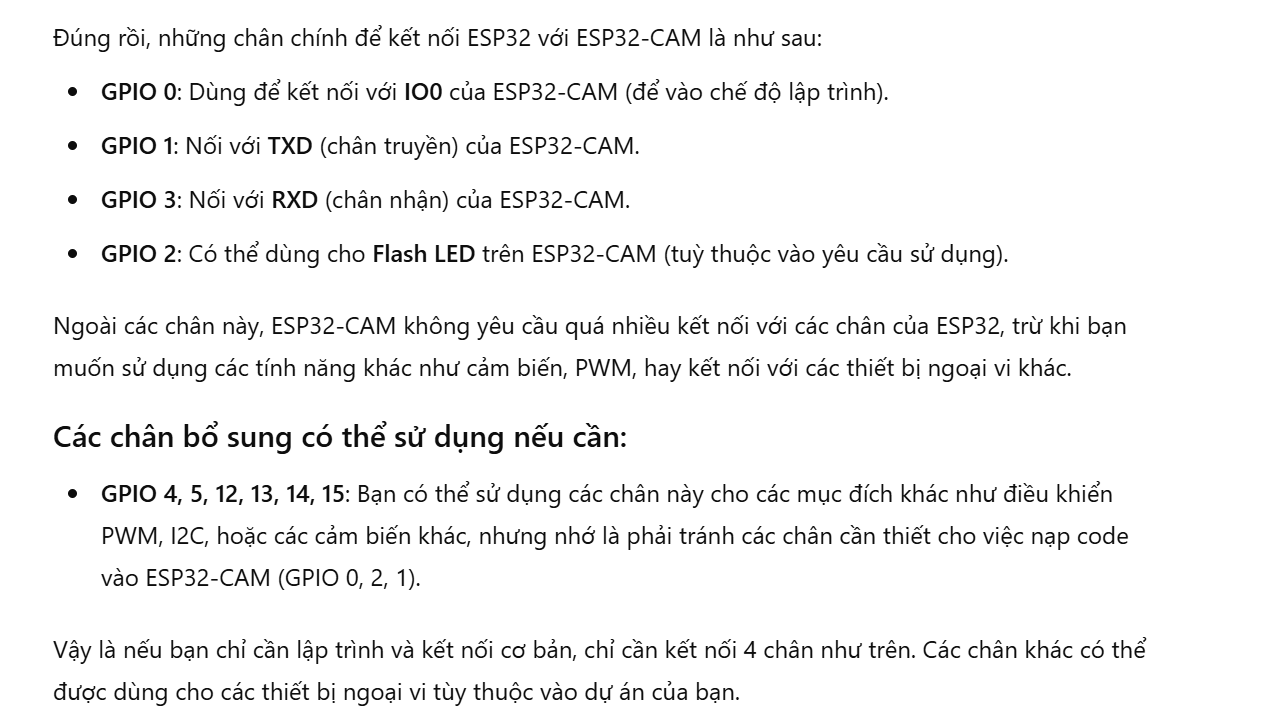 Đúng rồi, những chân chính để kết nối ESP32 với ESP32-CAM là như sau:
• GPIO 0: Dùng để kết nối với IO0 của ESP32-CAM (để vào chế độ lập trình).
• GPIO 1: Nối với TXD (chân truyền) của ESP32-CAM.
• GPIO 3: Nối với RXD (chân nhận) của ESP32-CAM.
• GPIO 2: Có thể dùng cho Flash LED trên ESP32-CAM (tuỳ thuộc vào yêu cầu sử dụng).
Ngoài các chân này, ESP32-CAM không yêu cầu quá nhiều kết nối với các chân của ESP32, trừ khi bạn
muốn sử dụng các tính năng khác như cảm biến, PWM, hay kết nối với các thiết bị ngoại vi khác.
Các chân bổ sung có thể sử dụng nếu cần:
• GPIO 4, 5, 12, 13, 14, 15: Bạn có thể sử dụng các chân này cho các mục đích khác như điều khiển
PWM, I2C, hoặc các cảm biến khác, nhưng nhớ là phải tránh các chân cần thiết cho việc nạp code
vào ESP32-CAM (GPIO 0, 2, 1).
Vậy là nếu bạn chỉ cần lập trình và kết nối cơ bản, chỉ cần kết nối 4 chân như trên. Các chân khác có thể
được dùng cho các thiết bị ngoại vi tùy thuộc vào dự án của bạn.